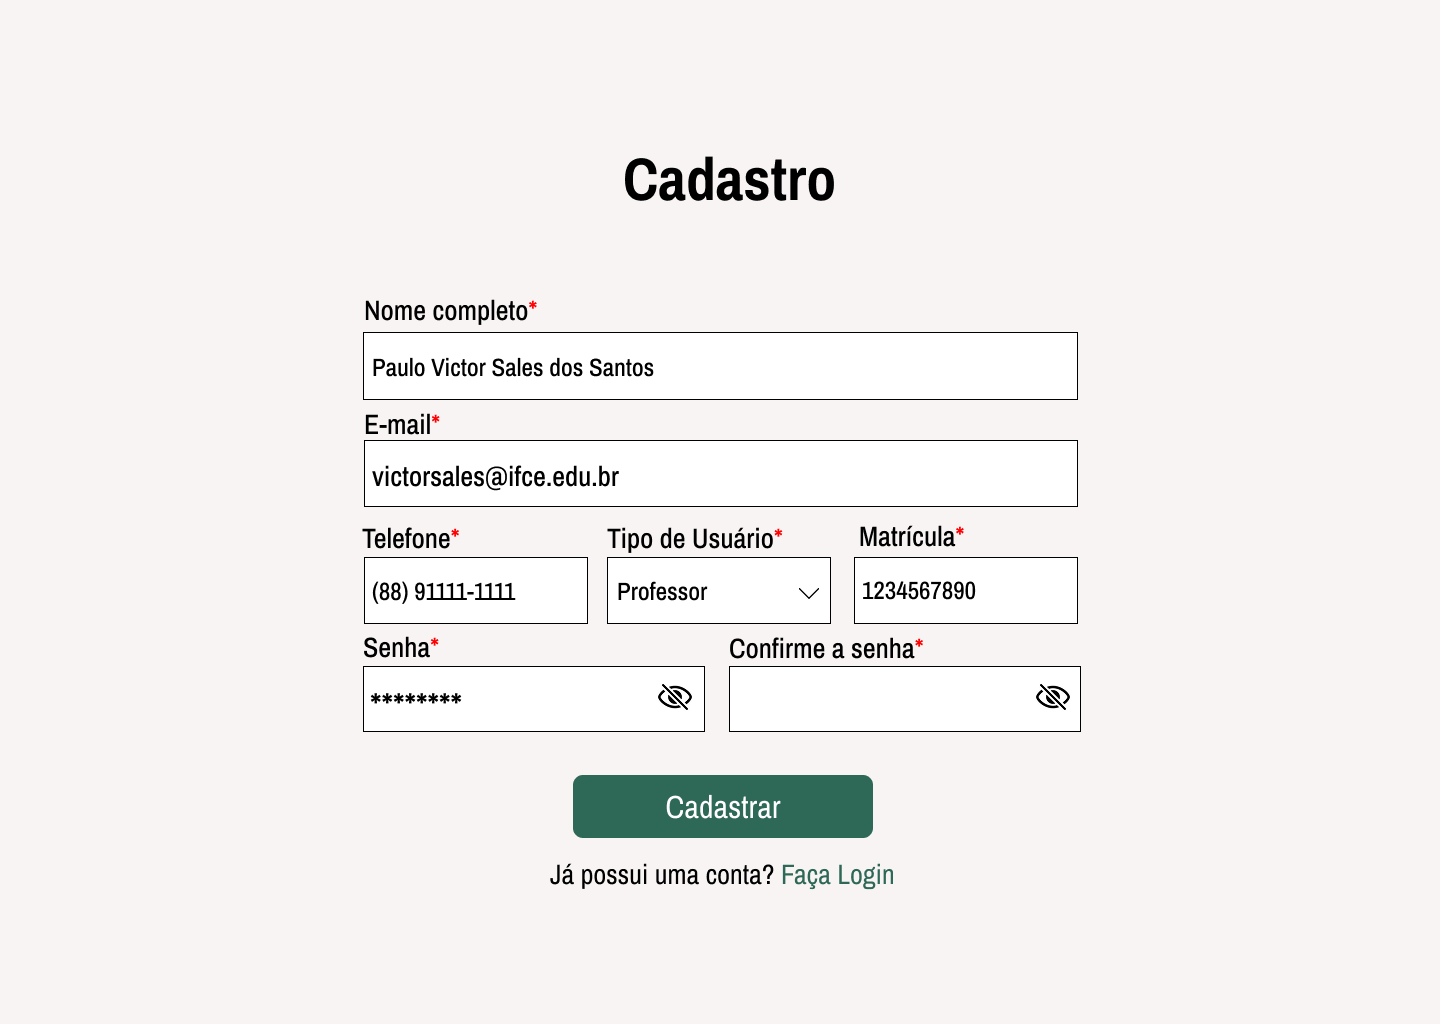 Cadastro
Nome completo*
Paulo Victor Sales dos Santos
E-mail*
victorsales@ifce.edu.br
Telefone* Tipo de Usuário* Matrícula*
(88) 91111-1111 Professor 1234567890
Senha* Confirme a senha*
********
Cadastrar
Já possui uma conta? Faça Login